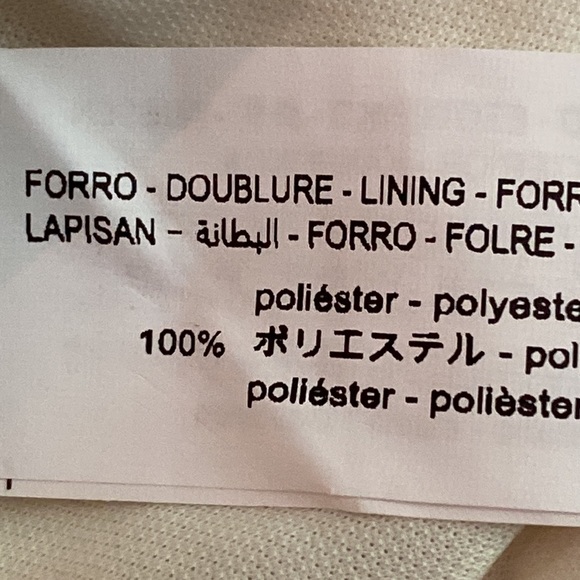 FORRO - DOUBLURE - LINING - FORR
LAPISAN - البطانة - FORRO - FOLRE -
poliéster - polyeste
100% ポリエステル - pol
poliéster - polièster